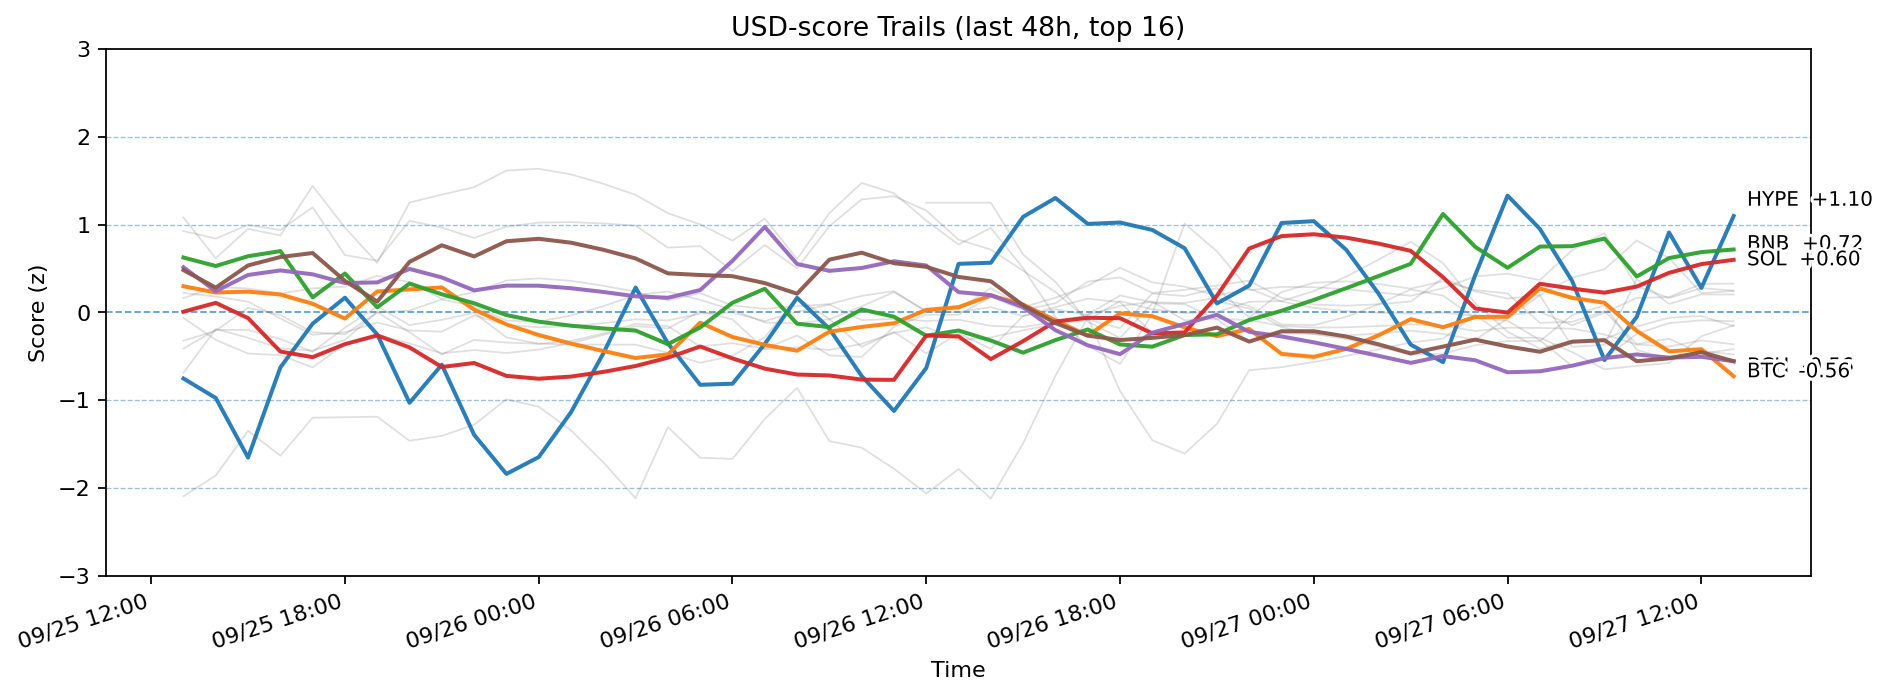 USD-score Trails (last 48h, top 16)
Score (z)
3
2
1
0
−1
−2
−3
HYPE +1.10
BNB +0.72
SOL +0.60
BTC -0.56
09/25 12:00
09/25 18:00
09/26 00:00
09/26 06:00
09/26 12:00
09/26 18:00
09/27 00:00
09/27 06:00
09/27 12:00
Time